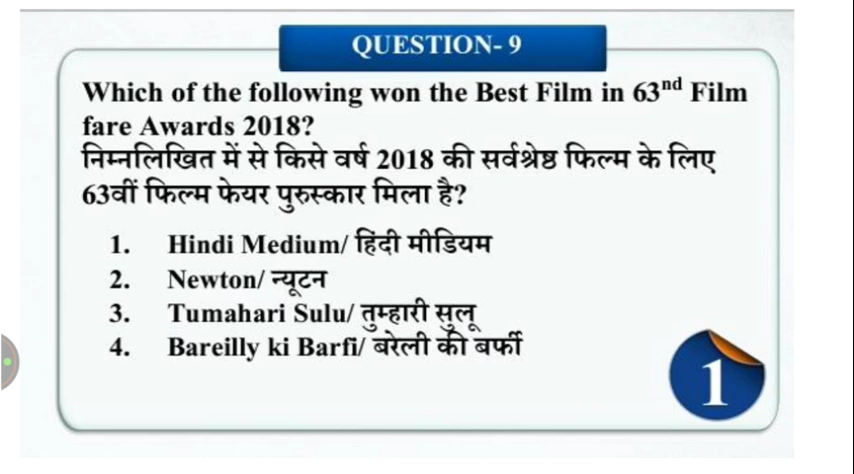 QUESTION- 9
Which of the following won the Best Film in 63nd Film
fare Awards 2018?
निम्नलिखित में से किसे वर्ष 2018 की सर्वश्रेष्ठ फिल्म के लिए
63वीं फिल्म फेयर पुरुस्कार मिला है?
1. Hindi Medium/ हिंदी मीडियम
2. Newton/ न्यूटन
3. Tumahari Sulu/ तुम्हारी सुलू
4. Bareilly ki Barfi/ बरेली की बर्फी
1